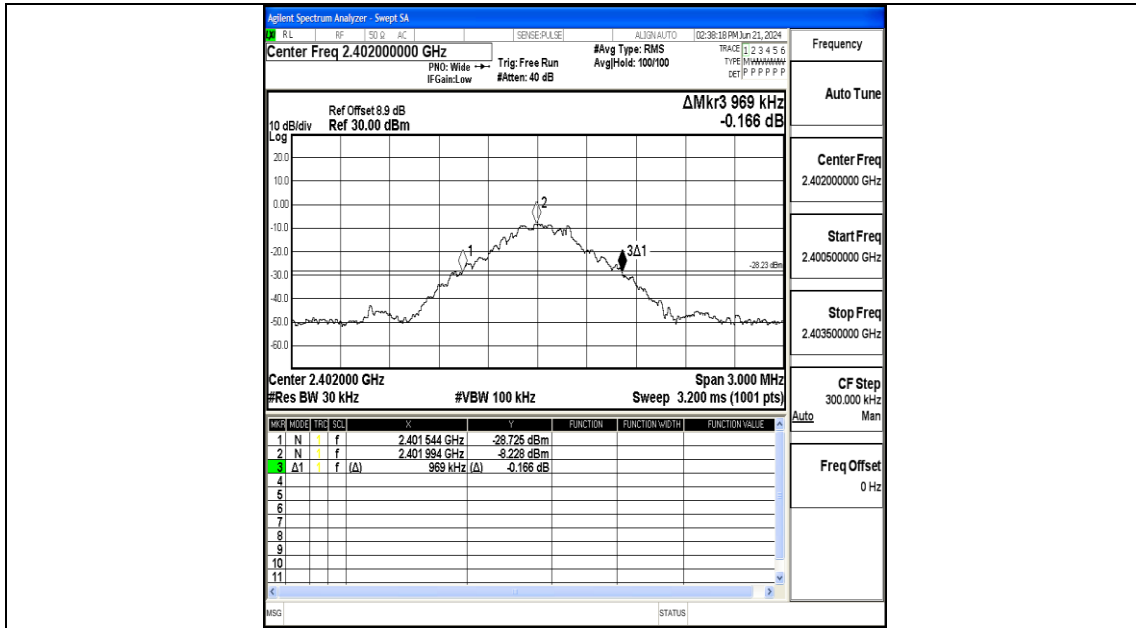 Agilent Spectrum Analyzer - Swept SA
RL RF 50 Ω AC SENSE:PULSE ALIGN AUTO 02:38:18 PM Jun 21, 2024
Center Freq 2.402000000 GHz
#Avg Type: RMS
TRACE 1 2 3 4 5 6
PNO: Wide
Trig: Free Run
Avg|Hold: 100/100
TYPE MWWWWW
IFGain:Low
#Atten: 40 dB
DET P P P P P P
ΔMkr3 969 kHz
-0.166 dB
Ref Offset 8.9 dB
10 dB/div Ref 30.00 dBm
Log
20.0
10.0
0.00
-10.0
-20.0
-30.0
-40.0
-50.0
-60.0
1
2
3Δ1
-28.23 dBm
Center 2.402000 GHz Span 3.000 MHz
#Res BW 30 kHz #VBW 100 kHz Sweep 3.200 ms (1001 pts)
MKR MODE TRC SCL X Y FUNCTION FUNCTION WIDTH FUNCTION VALUE
1 N 1 f 2.401 544 GHz -28.725 dBm
2 N 1 f 2.401 994 GHz -8.228 dBm
3 Δ1 1 f (Δ) 969 kHz (Δ) -0.166 dB
4
5
6
7
8
9
10
11
MSG STATUS
Frequency
Auto Tune
Center Freq
2.402000000 GHz
Start Freq
2.400500000 GHz
Stop Freq
2.403500000 GHz
CF Step
300.000 kHz
Auto Man
Freq Offset
0 Hz